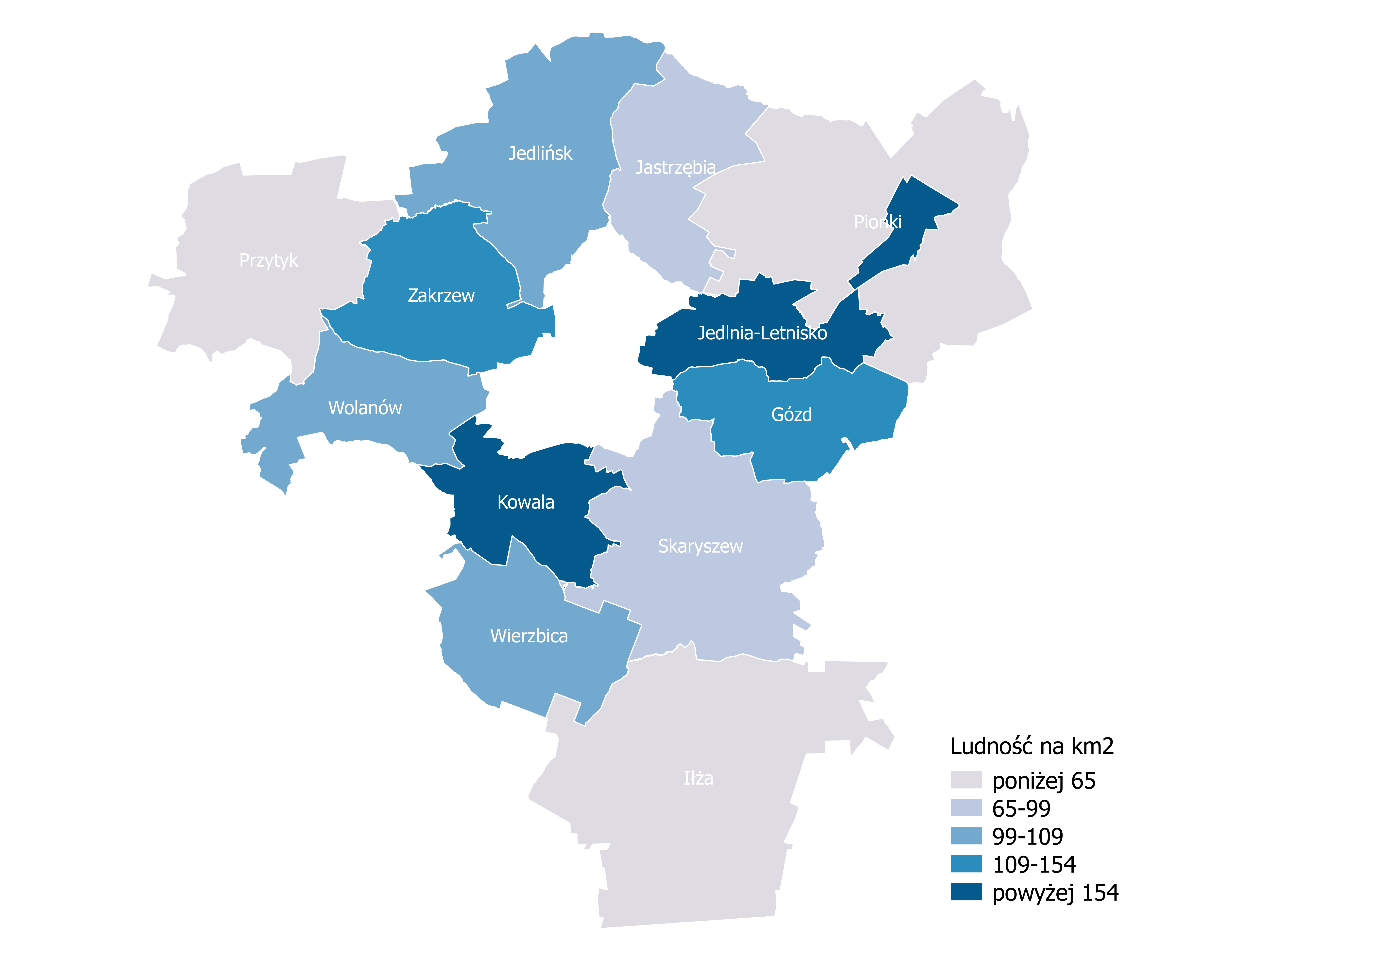 Jedlińsk
Jastrzębia
Pionki
Przytyk
Zakrzew
Jedlnia-Letnisko
Wolanów
Gózd
Kowala
Skaryszew
Wierzbica
Iłża
Ludność na km2
poniżej 65
65-99
99-109
109-154
powyżej 154